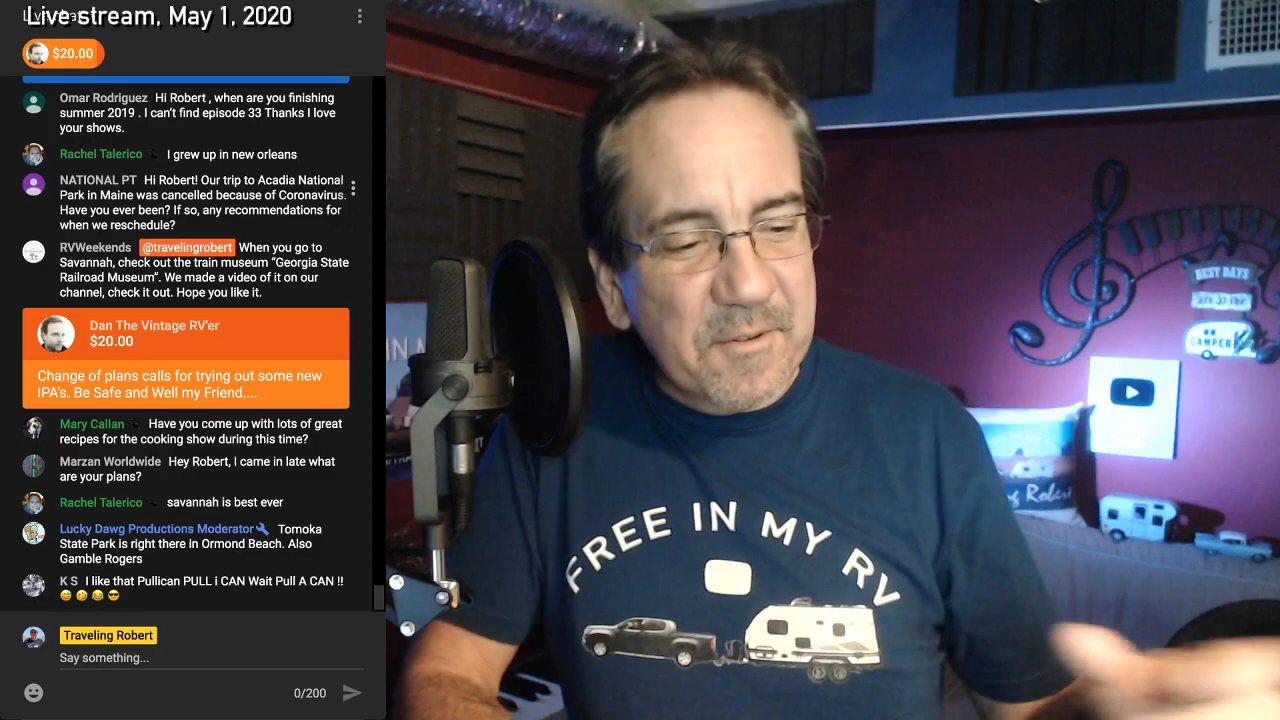 Live stream, May 1, 2020
$20.00
Omar Rodriguez Hi Robert , when are you finishing
summer 2019 . I can't find episode 33 Thanks I love
your shows.
Rachel Talerico I grew up in new orleans
NATIONAL PT Hi Robert! Our trip to Acadia National
Park in Maine was cancelled because of Coronavirus.
Have you ever been? If so, any recommendations for
when we reschedule?
RVWeekends @travelingrobert When you go to
Savannah, check out the train museum “Georgia State
Railroad Museum”. We made a video of it on our
channel, check it out. Hope you like it.
Dan The Vintage RV'er
$20.00
Change of plans calls for trying out some new
IPA's. Be Safe and Well my Friend....
Mary Callan Have you come up with lots of great
recipes for the cooking show during this time?
Marzan Worldwide Hey Robert, I came in late what
are your plans?
Rachel Talerico savannah is best ever
Lucky Dawg Productions Moderator Tomoka
State Park is right there in Ormond Beach. Also
Gamble Rogers
K S I like that Pullican PULL i CAN Wait Pull A CAN !!
😅🤣😂😎
Traveling Robert
Say something...
0/200
FREE IN MY RV
BEST DAYS
CAMPER